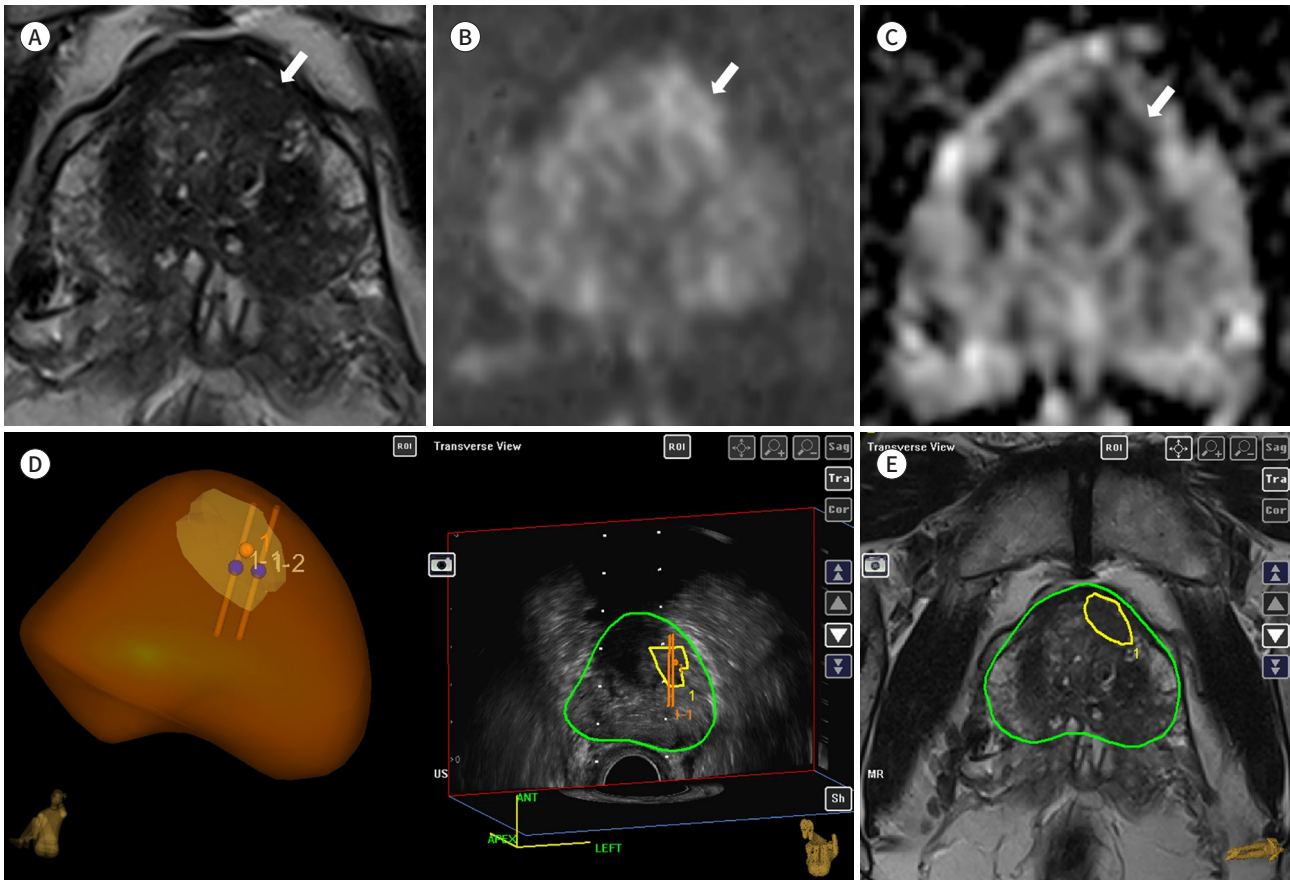 A
B
C
D
ROI
1
1-1
1-2
Transverse View
ROI
Sag
Tra
Cor
1
1-1
US
ANT
APEX
LEFT
Sh
E
Transverse View
ROI
Sag
Tra
Cor
1
MR